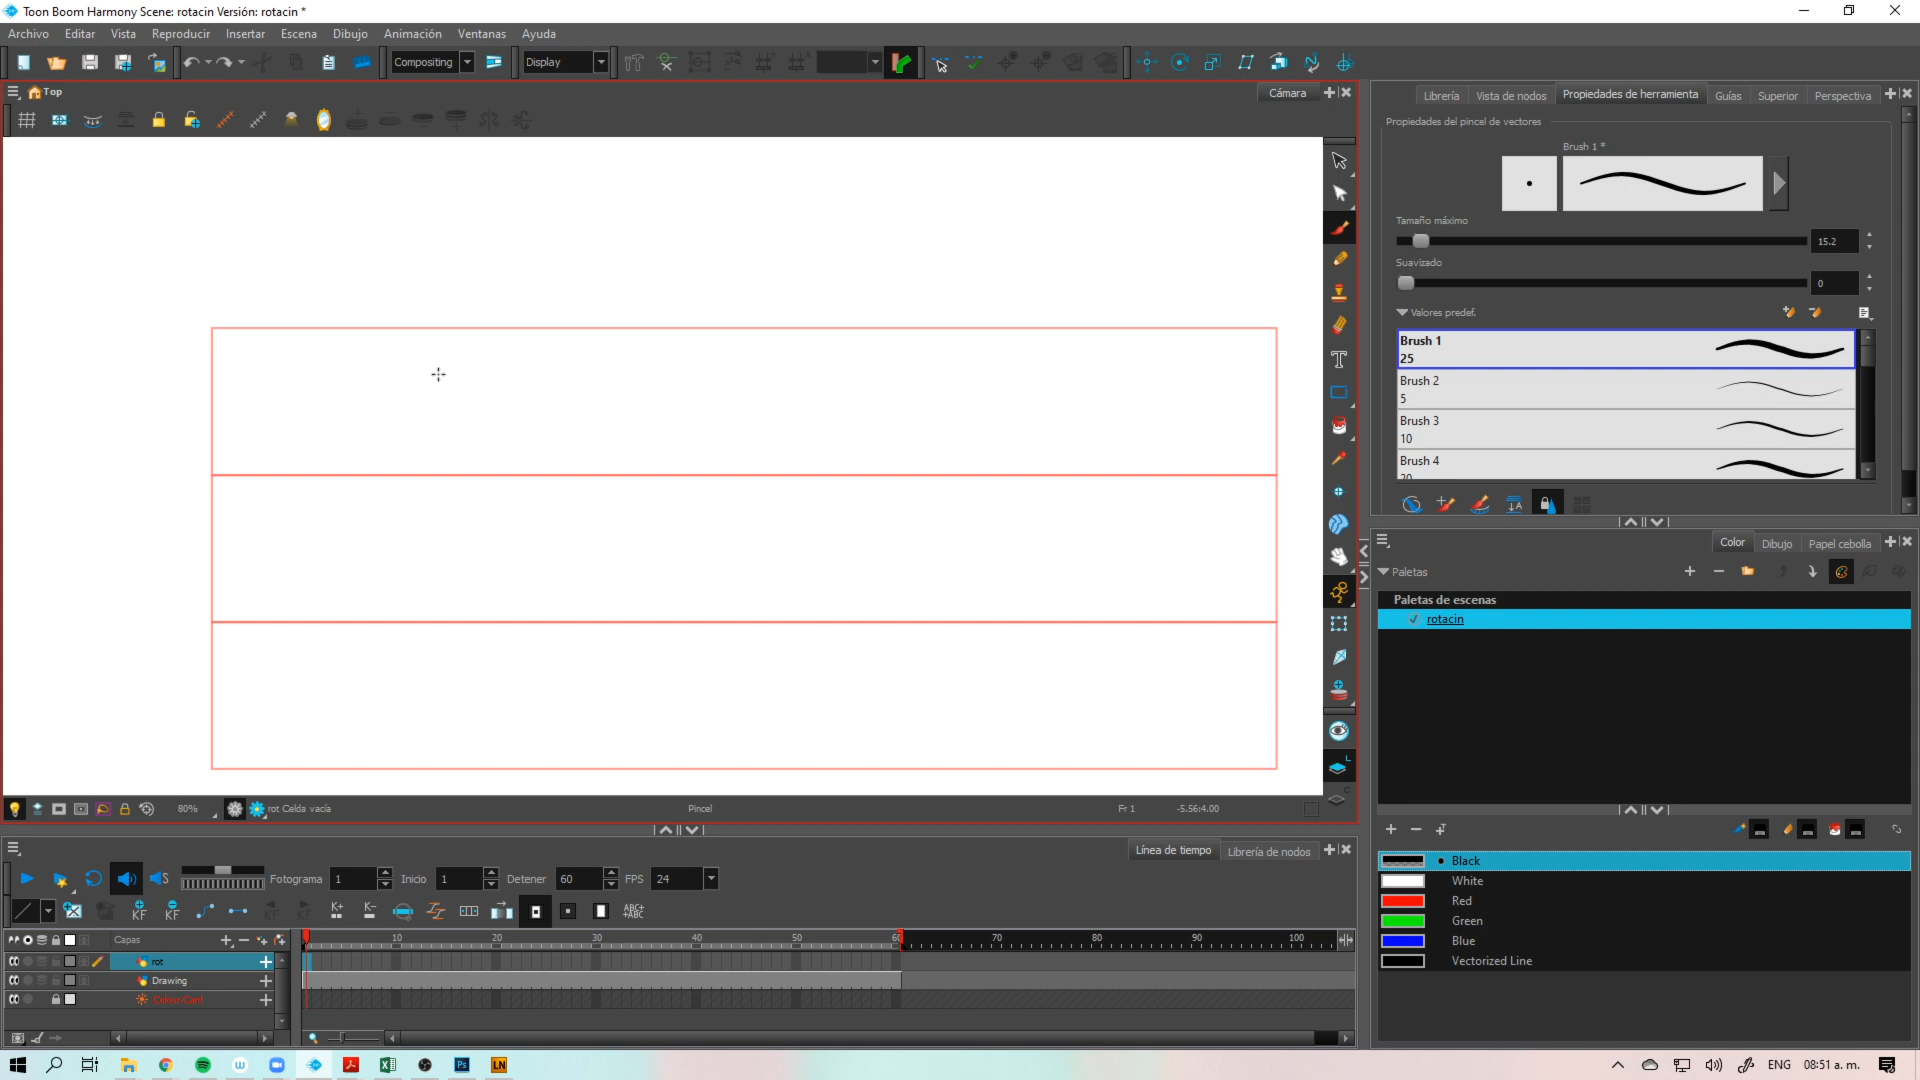 Toon Boom Harmony Scene: rotacin Versión: rotacin *
Archivo Editar Vista Reproducir Insertar Escena Dibujo Animación Ventanas Ayuda
Compositing Display
Top Cámara
Librería Vista de nodos Propiedades de herramienta Guías Superior Perspectiva
Propiedades del pincel de vectores
Brush 1 *
Tamaño máximo
15.2
Suavizado
0
Valores predef.
Brush 1
25
Brush 2
5
Brush 3
10
Brush 4
20
Color Dibujo Papel cebolla
Paletas
Paletas de escenas
rotacin
80% rot Celda vacía Pincel Fr 1 -5.56:4.00
Línea de tiempo Librería de nodos
Fotograma 1 Inicio 1 Detener 60 FPS 24
Capas
10 20 30 40 50 60 70 80 90 100
rot
Drawing
Colour-Card
Black
White
Red
Green
Blue
Vectorized Line
ENG 08:51 a. m.